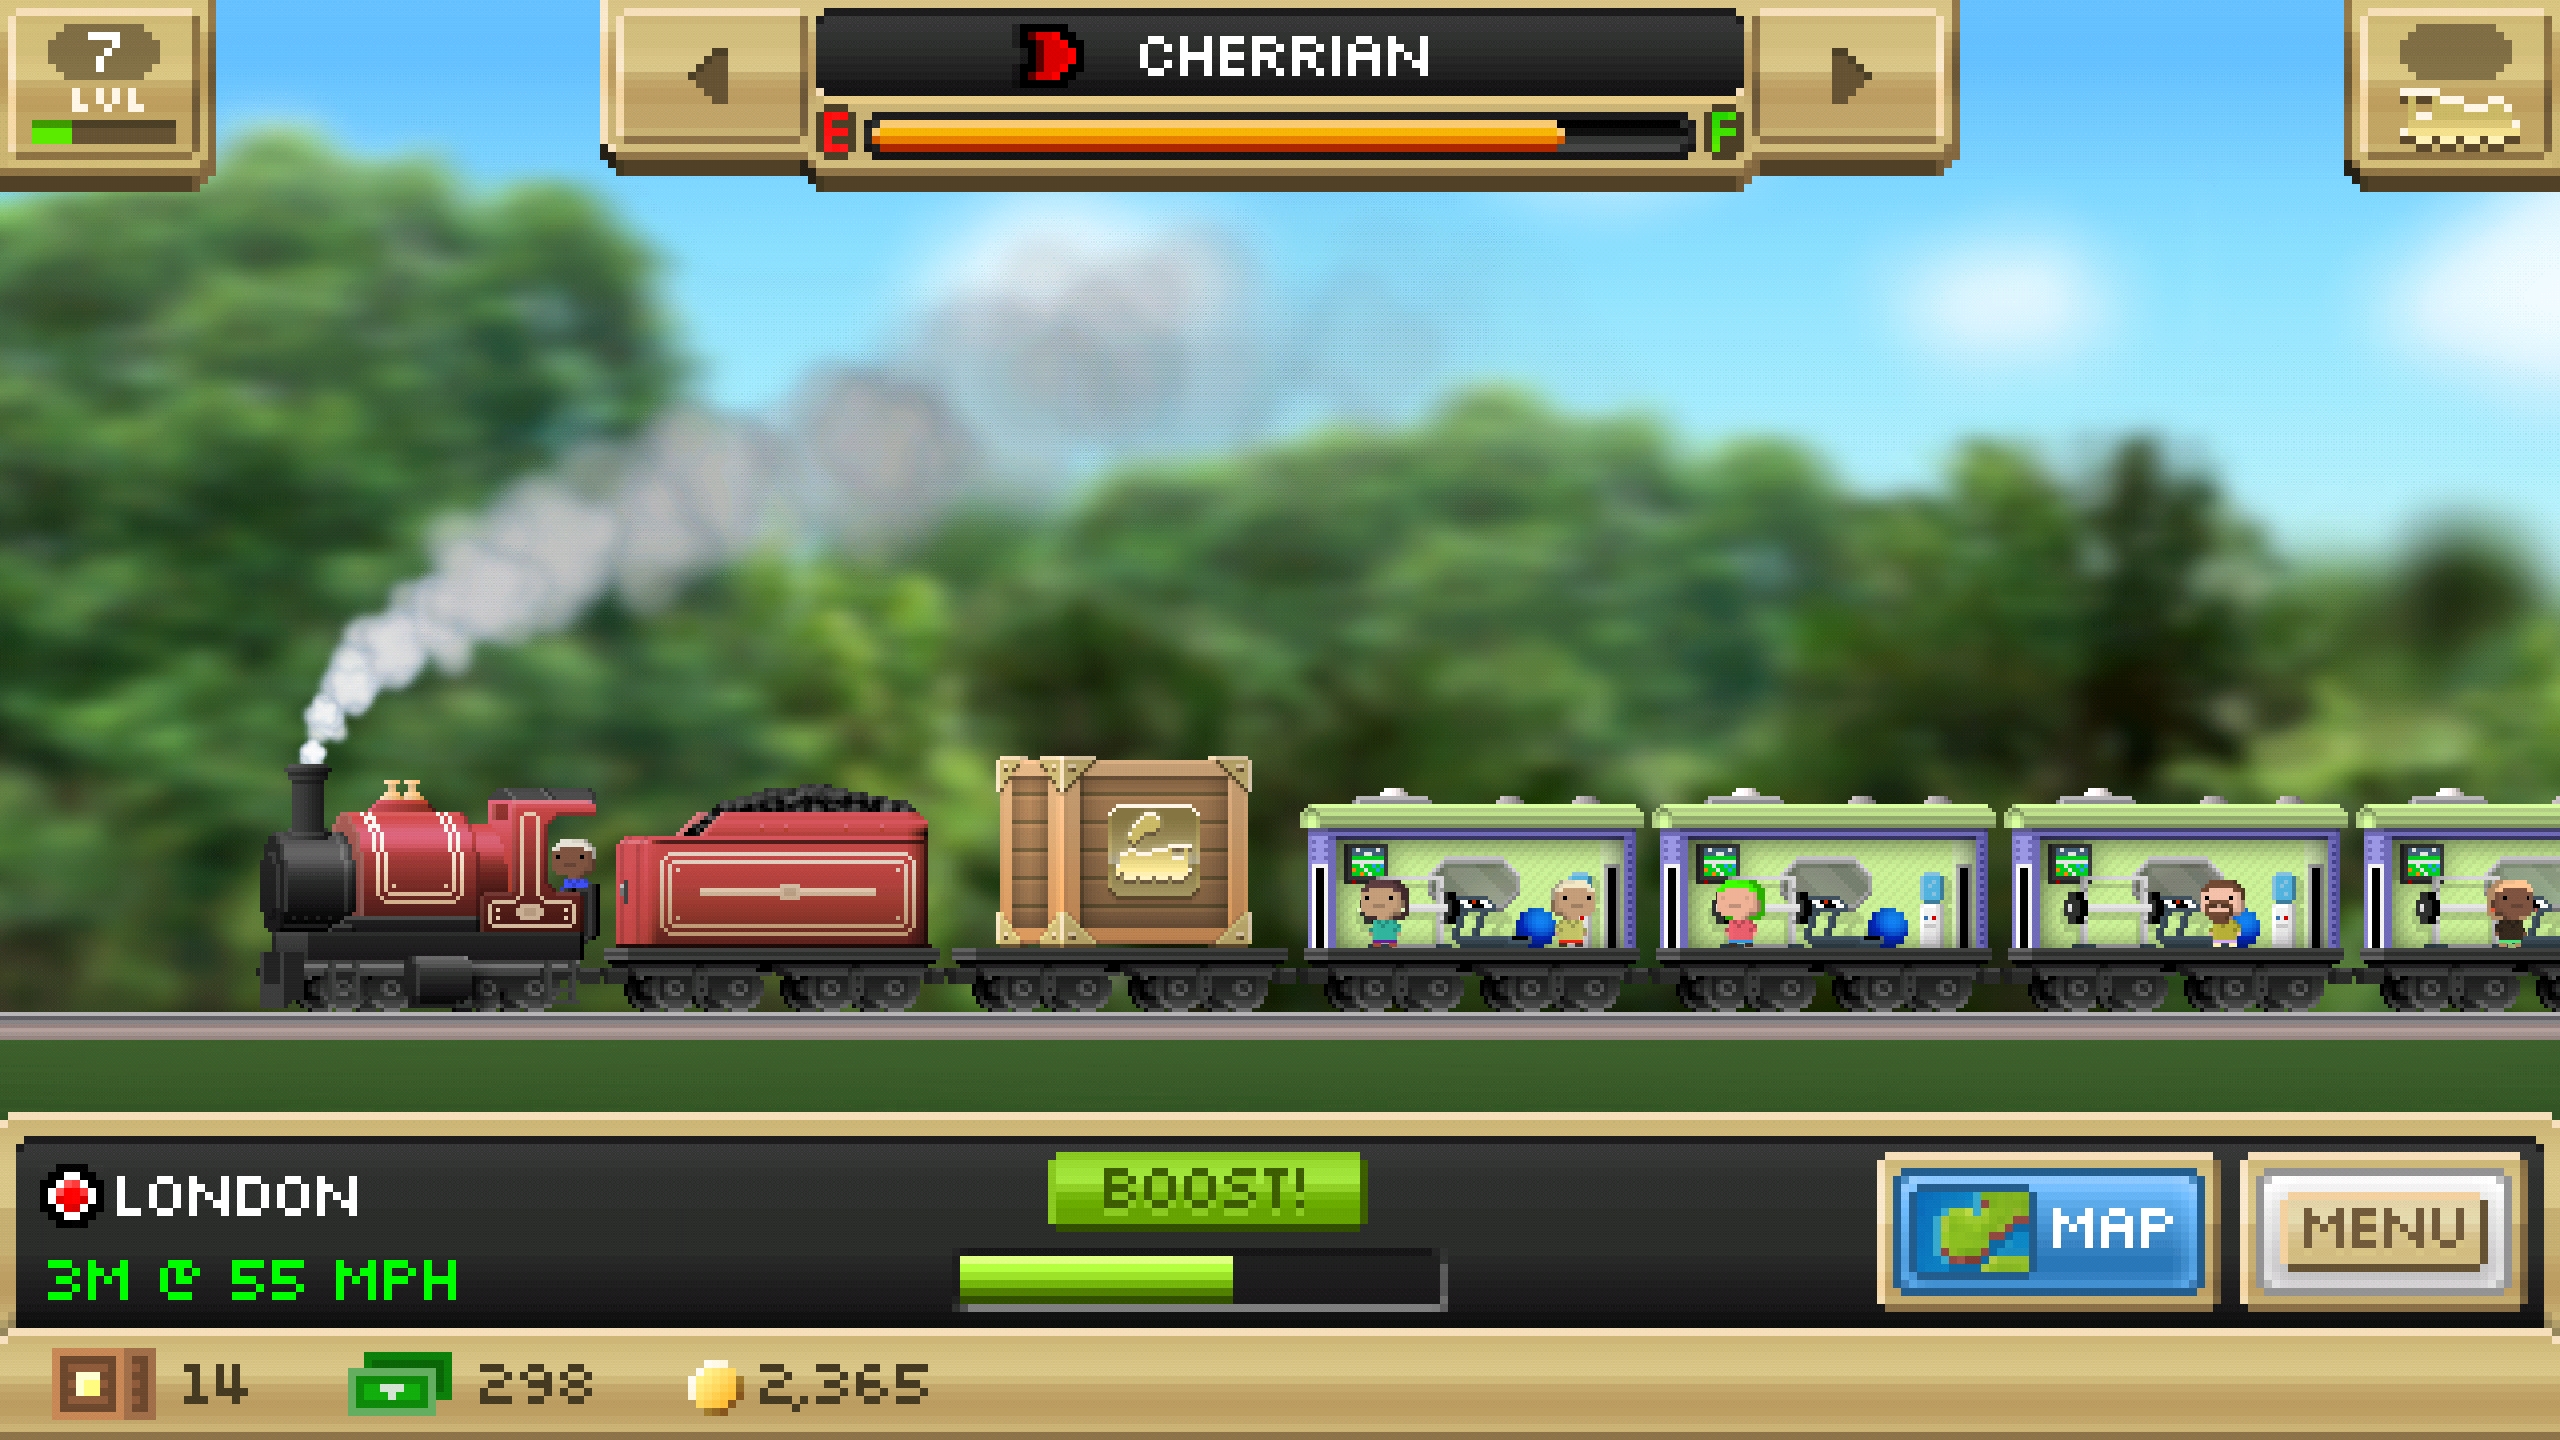 7
LVL
CHERRIAN
E F
LONDON
3M @ 55 MPH
BOOST!
MAP
MENU
14
298
2,365